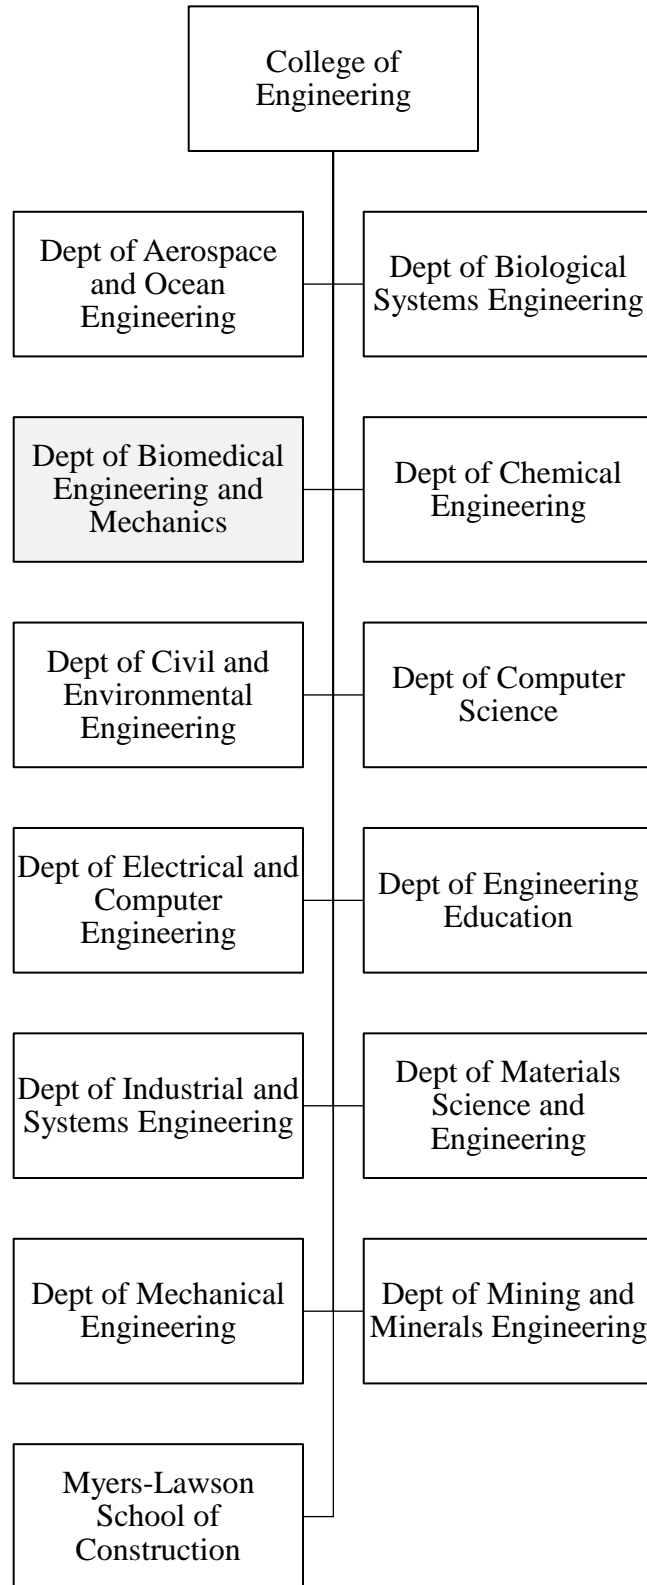 College of
Engineering
Dept of Aerospace
and Ocean
Engineering
Dept of Biological
Systems Engineering
Dept of Biomedical
Engineering and
Mechanics
Dept of Chemical
Engineering
Dept of Civil and
Environmental
Engineering
Dept of Computer
Science
Dept of Electrical and
Computer
Engineering
Dept of Engineering
Education
Dept of Industrial and
Systems Engineering
Dept of Materials
Science and
Engineering
Dept of Mechanical
Engineering
Dept of Mining and
Minerals Engineering
Myers-Lawson
School of
Construction